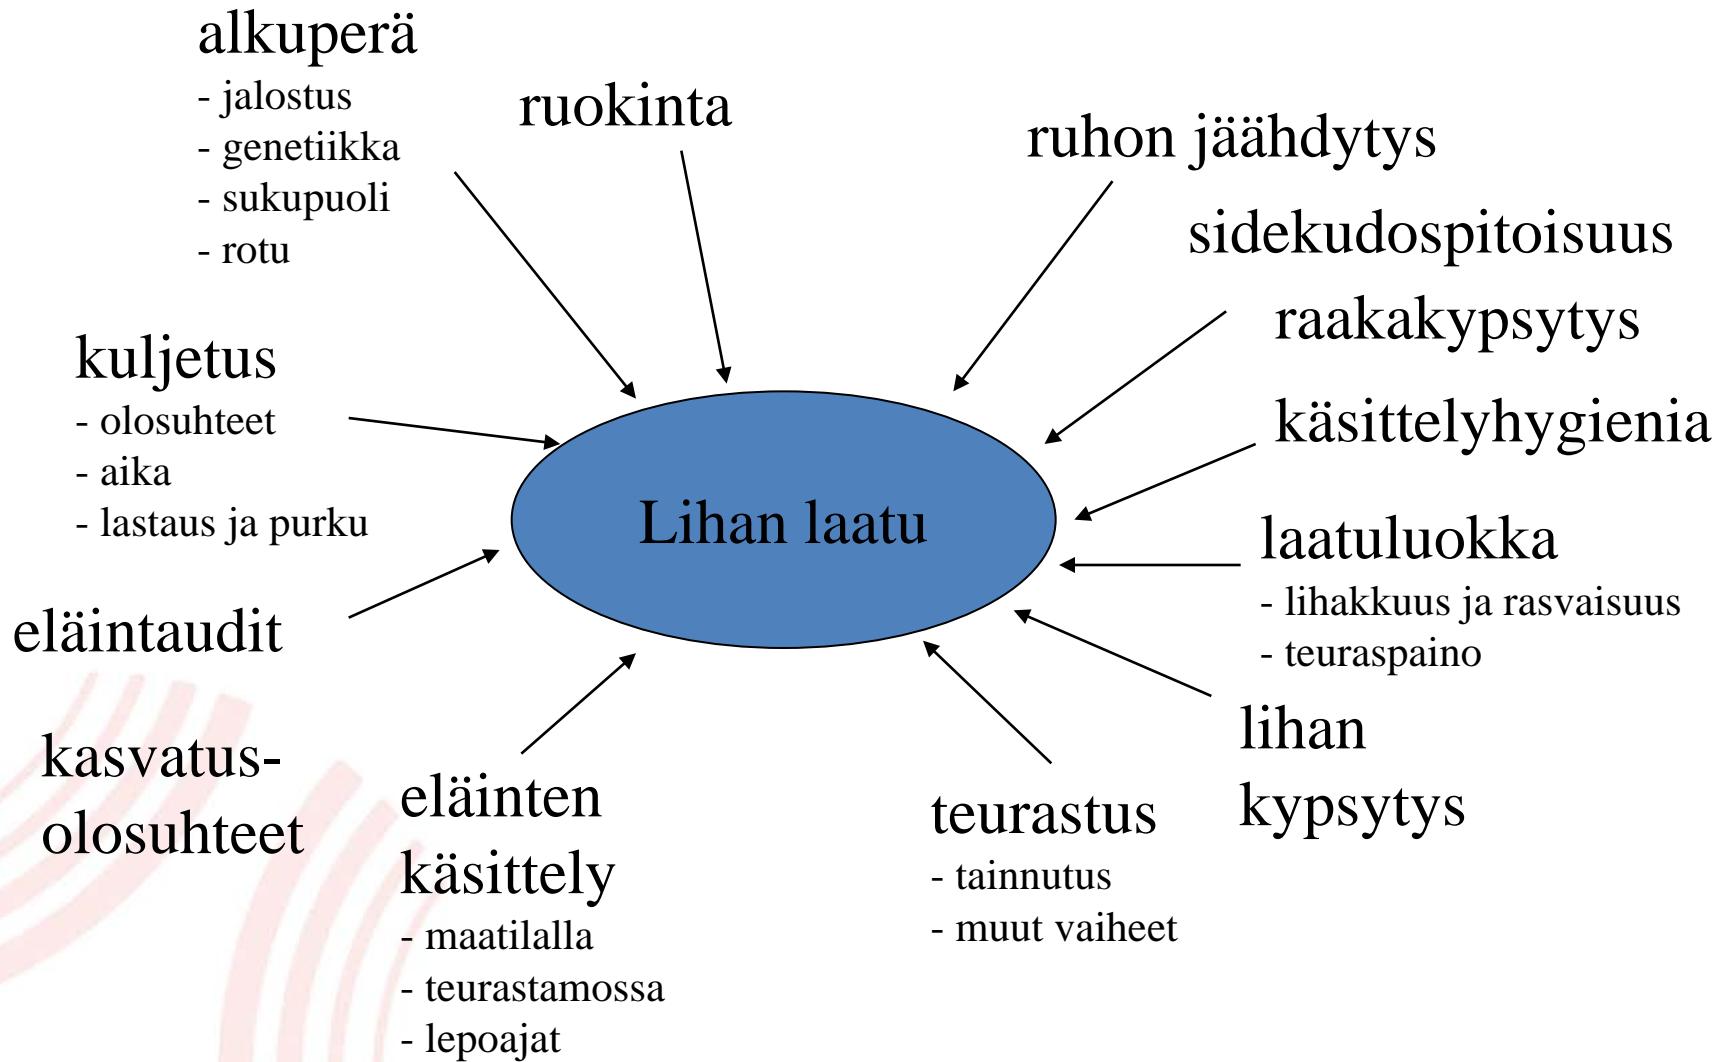 alkuperä
- jalostus
- genetiikka
- sukupuoli
- rotu
ruokinta
ruhon jäähdytys
sidekudospitoisuus
raakakypsytys
käsittelyhygienia
kuljetus
- olosuhteet
- aika
- lastaus ja purku
Lihan laatu
laatuluokka
- lihakkuus ja rasvaisuus
- teuraspaino
eläintaudit
kasvatus-
olosuhteet
eläinten
käsittely
- maatilalla
- teurastamossa
- lepoajat
teurastus
- tainnutus
- muut vaiheet
lihan
kypsytys